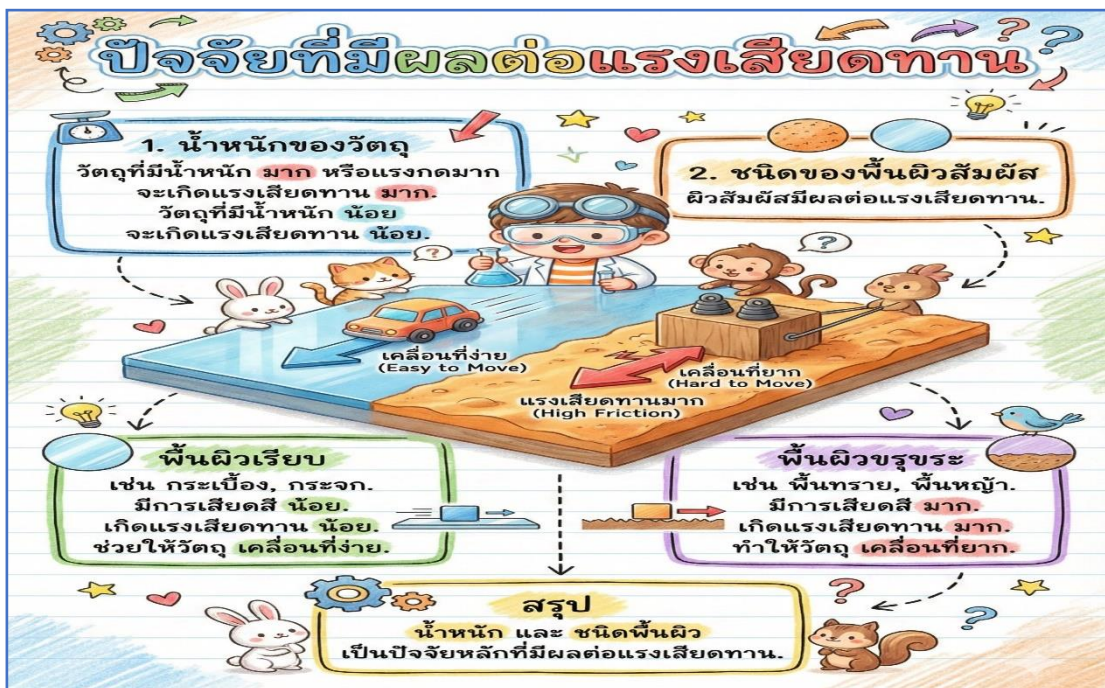 ปัจจัยที่มีผลต่อแรงเสียดทาน
1. น้ำหนักของวัตถุ
วัตถุที่มีน้ำหนัก มาก หรือแรงกดมาก
จะเกิดแรงเสียดทาน มาก.
วัตถุที่มีน้ำหนัก น้อย
จะเกิดแรงเสียดทาน น้อย.
2. ชนิดของพื้นผิวสัมผัส
ผิวสัมผัสมีผลต่อแรงเสียดทาน.
เคลื่อนที่ง่าย
(Easy to Move)
เคลื่อนที่ยาก
(Hard to Move)
แรงเสียดทานมาก
(High Friction)
พื้นผิวเรียบ
เช่น กระเบื้อง, กระจก.
มีการเสียดสี น้อย.
เกิดแรงเสียดทาน น้อย.
ช่วยให้วัตถุ เคลื่อนที่ง่าย.
พื้นผิวขรุขระ
เช่น พื้นทราย, พื้นหญ้า.
มีการเสียดสี มาก.
เกิดแรงเสียดทาน มาก.
ทำให้วัตถุ เคลื่อนที่ยาก.
สรุป
น้ำหนัก และ ชนิดพื้นผิว
เป็นปัจจัยหลักที่มีผลต่อแรงเสียดทาน.